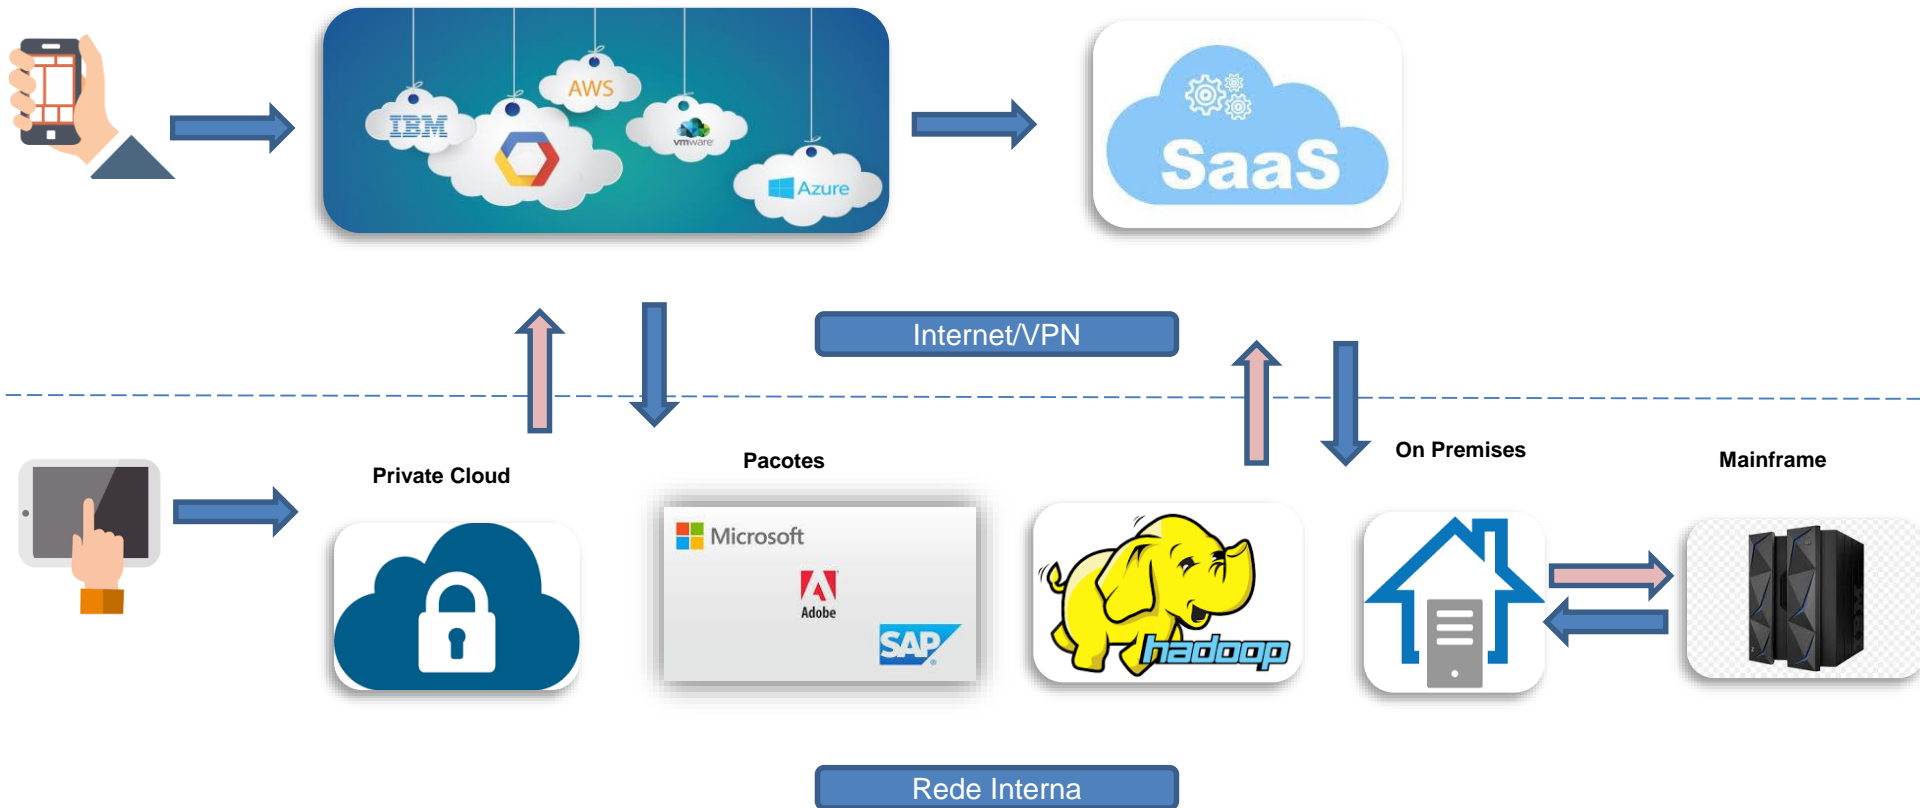 IBM
AWS
vmware
Azure
SaaS
Internet/VPN
Private Cloud
Pacotes
On Premises
Mainframe
Microsoft
Adobe
SAP
hadoop
Rede Interna